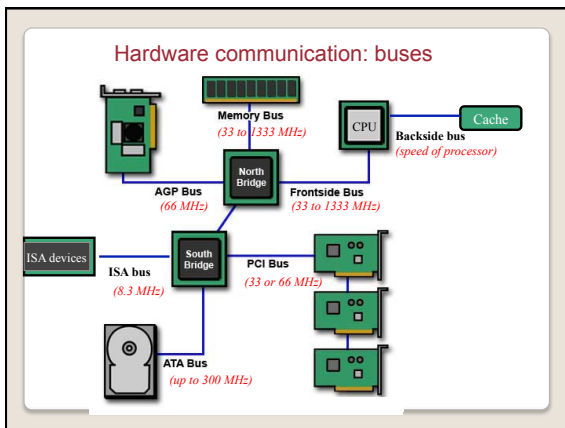 Hardware communication: buses
Memory Bus
(33 to 1333 MHz)
CPU
Cache
Backside bus
(speed of processor)
North
Bridge
AGP Bus
(66 MHz)
Frontside Bus
(33 to 1333 MHz)
ISA devices
ISA bus
(8.3 MHz)
South
Bridge
PCI Bus
(33 or 66 MHz)
ATA Bus
(up to 300 MHz)